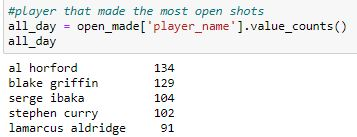 #player that made the most open shots
all_day = open_made['player_name'].value_counts()
all_day
al horford 134
blake griffin 129
serge ibaka 104
stephen curry 102
lamarcus aldridge 91